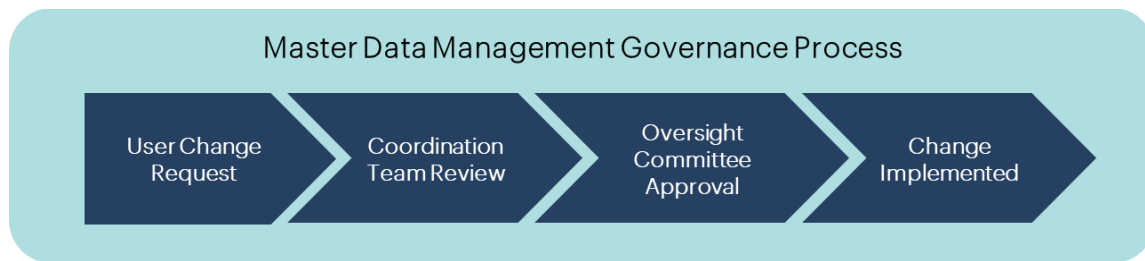 Master Data Management Governance Process
User Change
Request
Coordination
Team Review
Oversight
Committee
Approval
Change
Implemented